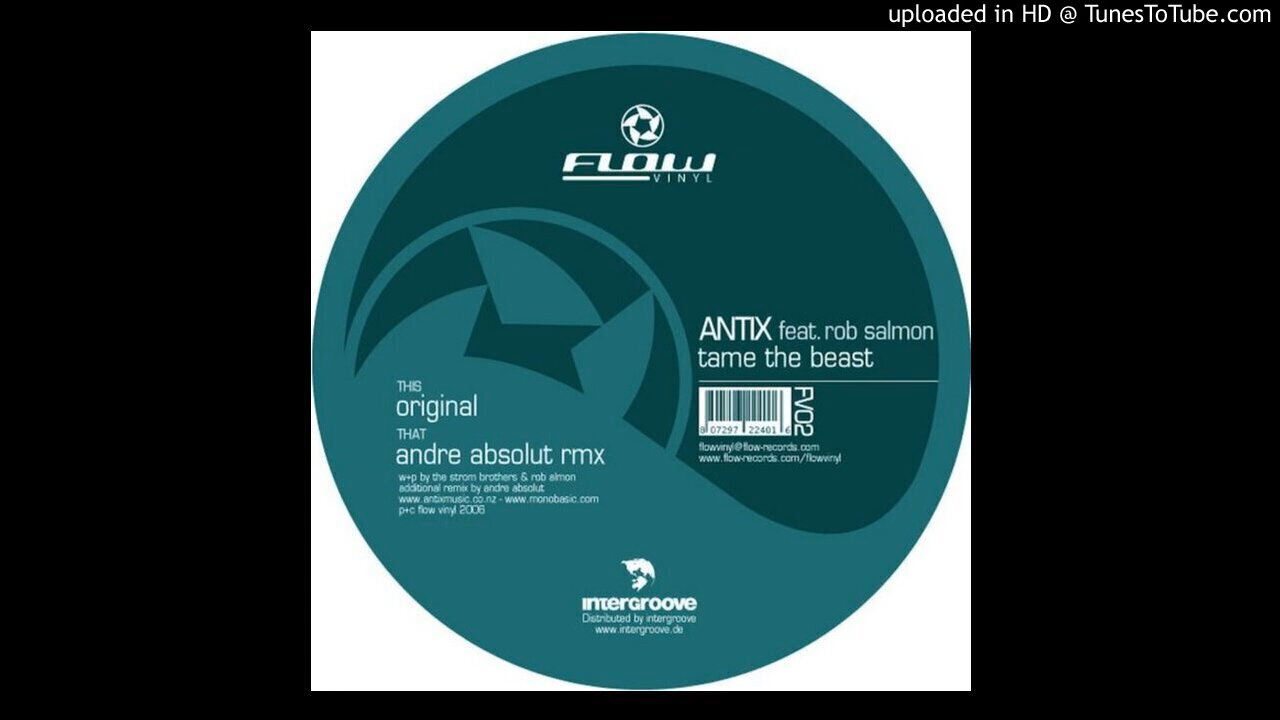 uploaded in HD @ TunesToTube.com
FLOW
VINYL
ANTIX feat. rob salmon
tame the beast
FV02
8 07297 22401 6
flowvinyl@flow-records.com
www.flow-records.com/flowvinyl
THIS
original
THAT
andre absolut rmx
w+p by the strom brothers & rob almon
additional remix by andre absolut
www.antixmusic.co.nz - www.monobasic.com
p+c flow vinyl 2006
intergroove
Distributed by intergroove
www.intergroove.de